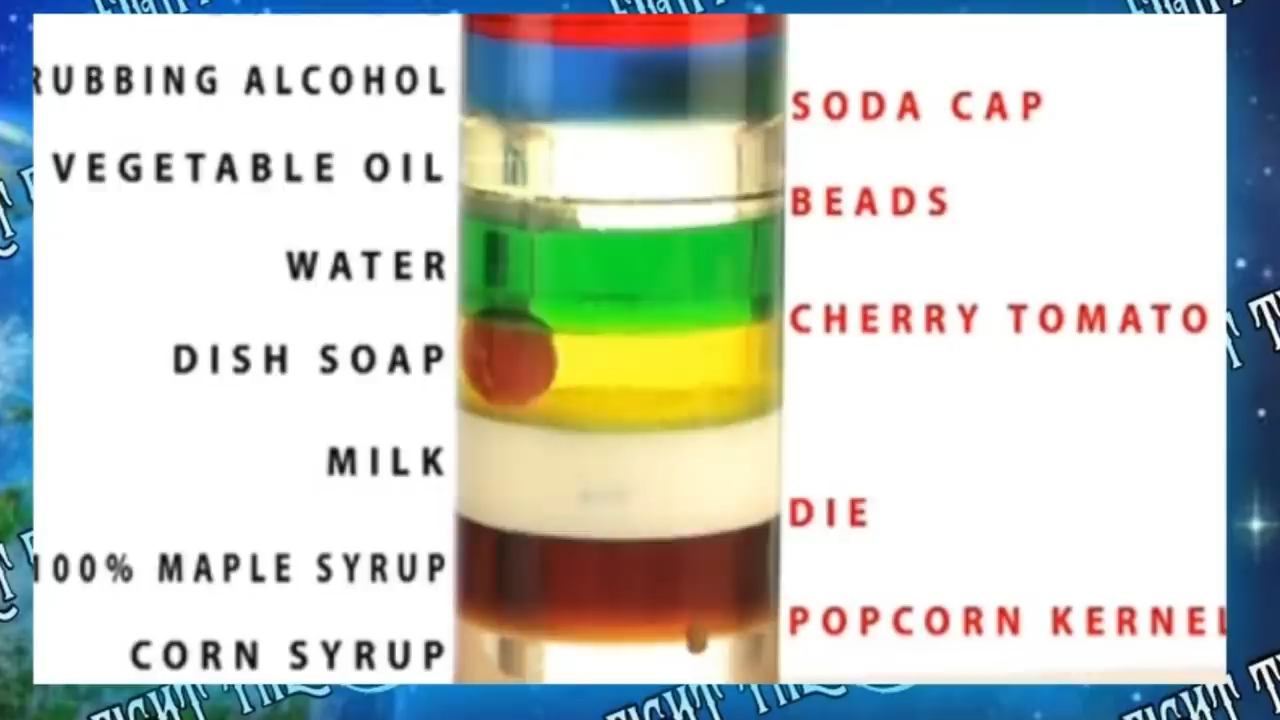 RUBBING ALCOHOL
SODA CAP
VEGETABLE OIL
BEADS
WATER
CHERRY TOMATO
DISH SOAP
MILK
DIE
100% MAPLE SYRUP
POPCORN KERNEL
CORN SYRUP